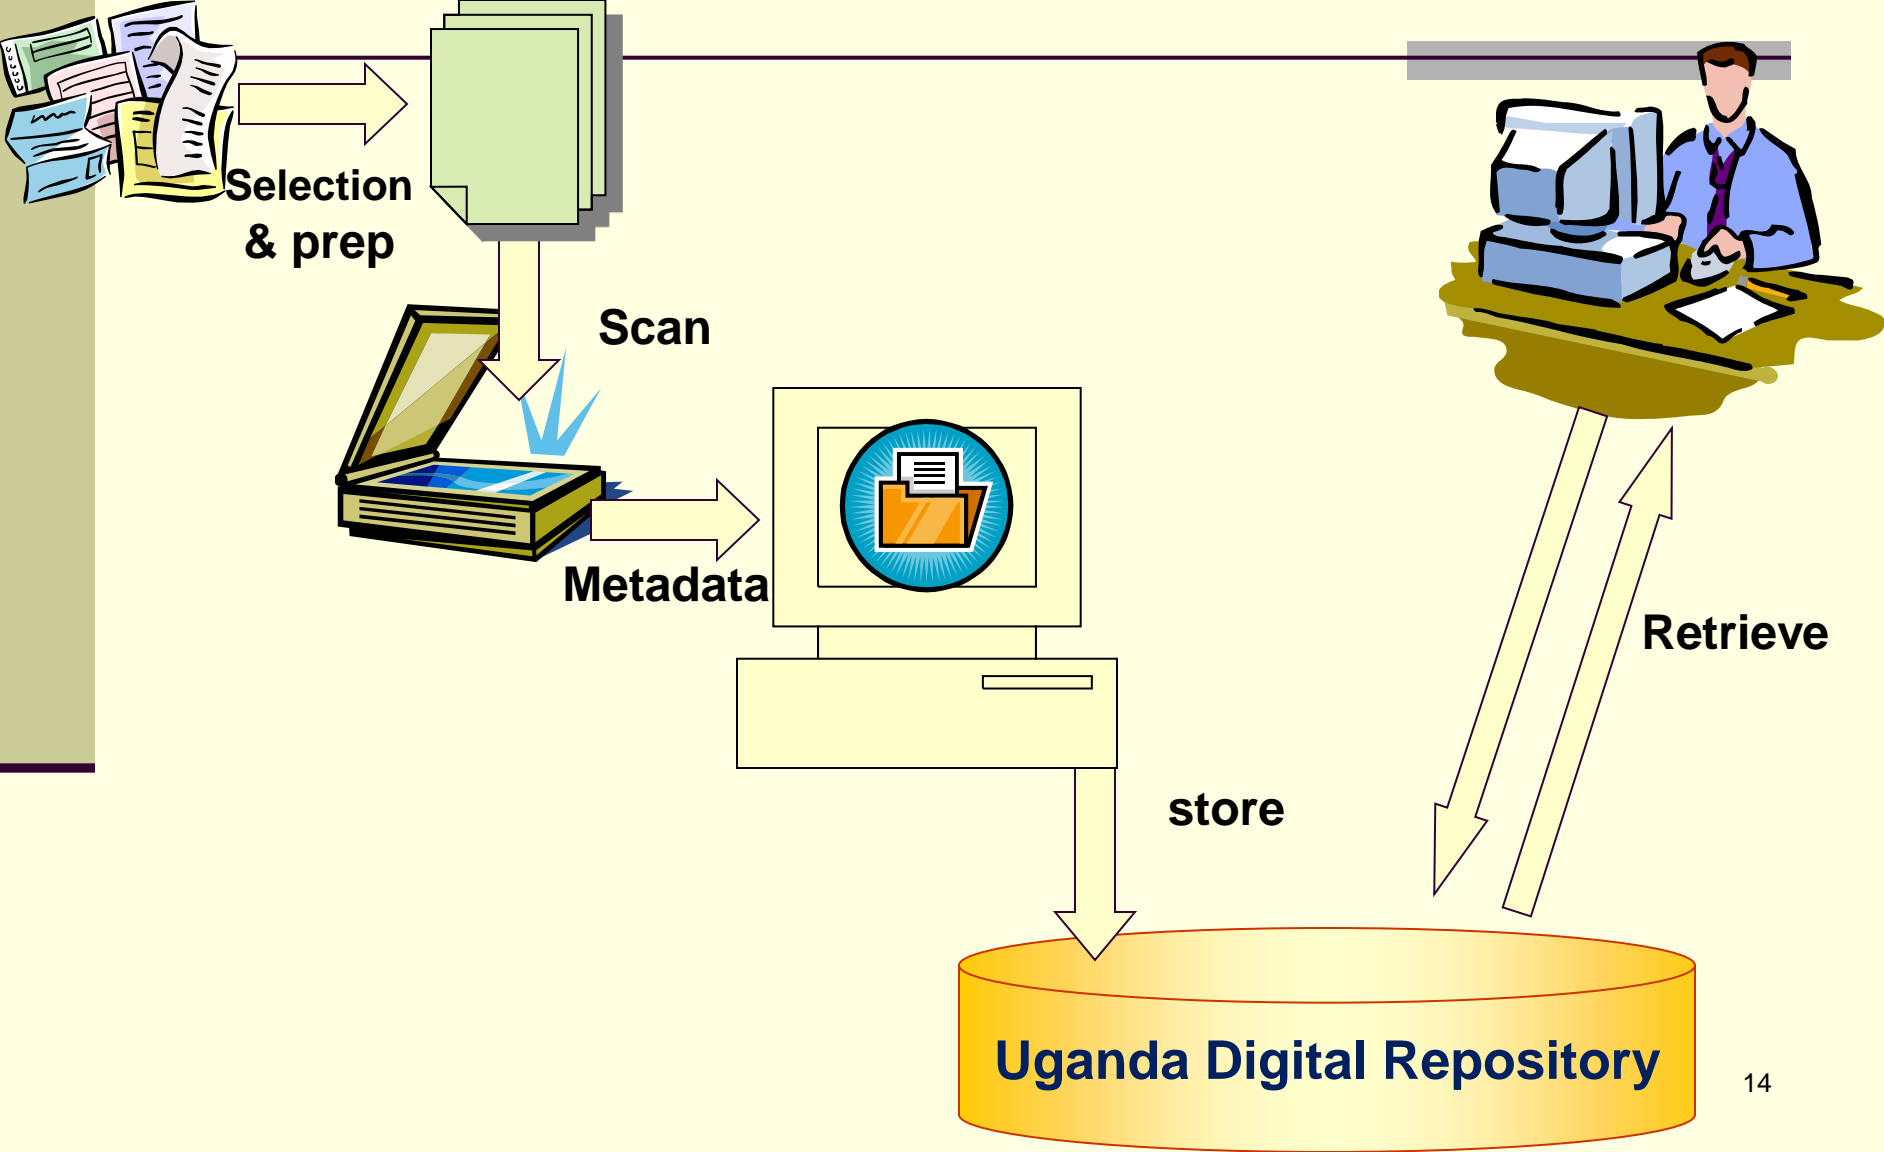 Selection
& prep
Scan
Metadata
Retrieve
store
Uganda Digital Repository
14